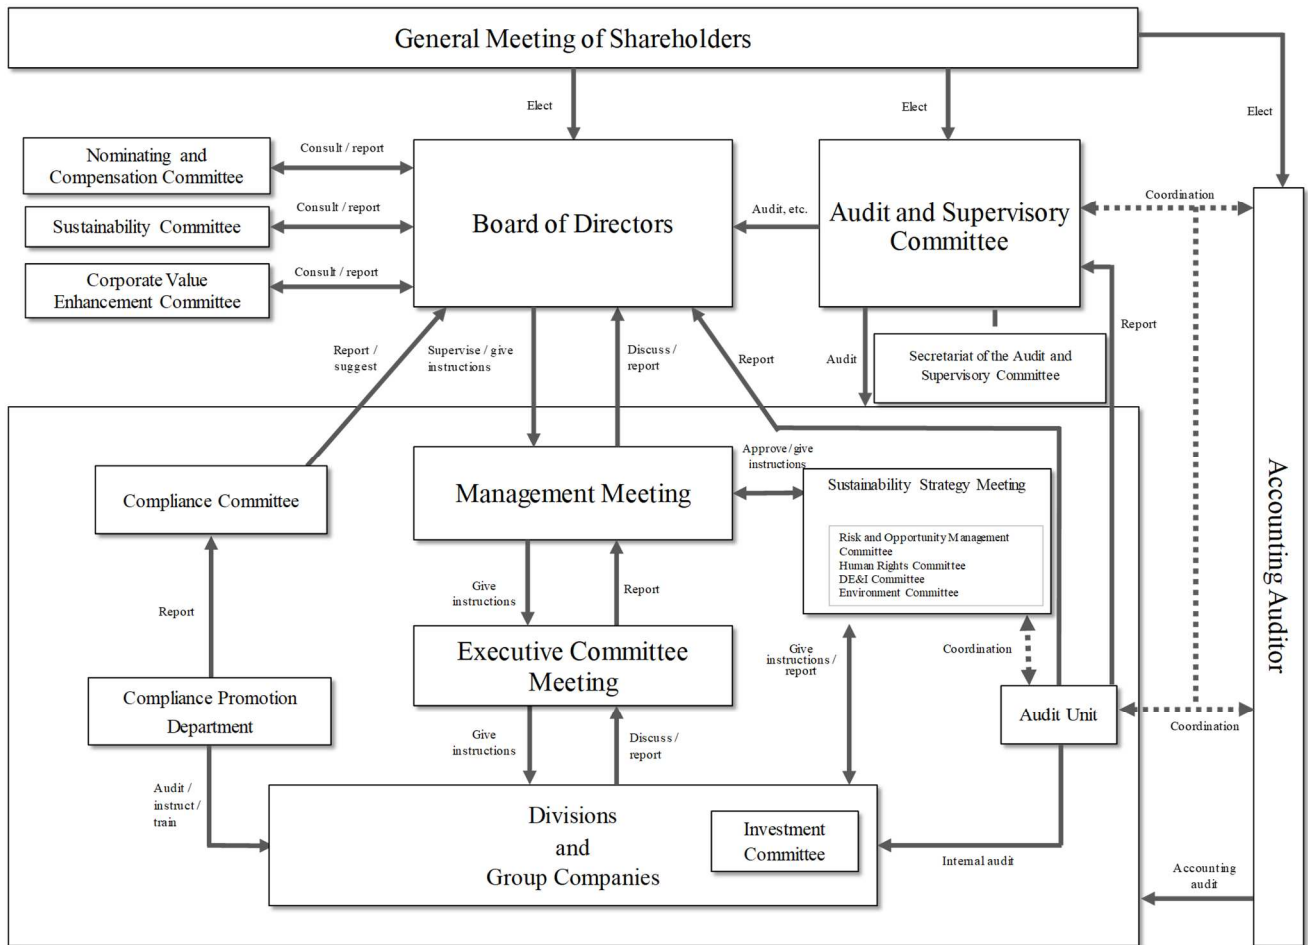 General Meeting of Shareholders
Elect
Elect
Elect
Nominating and
Compensation Committee
Consult / report
Sustainability Committee
Consult / report
Corporate Value
Enhancement Committee
Consult / report
Board of Directors
Audit, etc.
Audit and Supervisory
Committee
Coordination
Report /
suggest
Supervise / give
instructions
Discuss /
report
Report
Audit
Secretariat of the Audit and
Supervisory Committee
Report
Accounting Auditor
Compliance Committee
Management Meeting
Approve / give
instructions
Sustainability Strategy Meeting
Risk and Opportunity Management
Committee
Human Rights Committee
DE&I Committee
Environment Committee
Report
Give
instructions
Report
Executive Committee
Meeting
Give
instructions /
report
Coordination
Compliance Promotion
Department
Audit Unit
Coordination
Give
instructions
Discuss /
report
Audit /
instruct /
train
Divisions
and
Group Companies
Investment
Committee
Internal audit
Accounting
audit